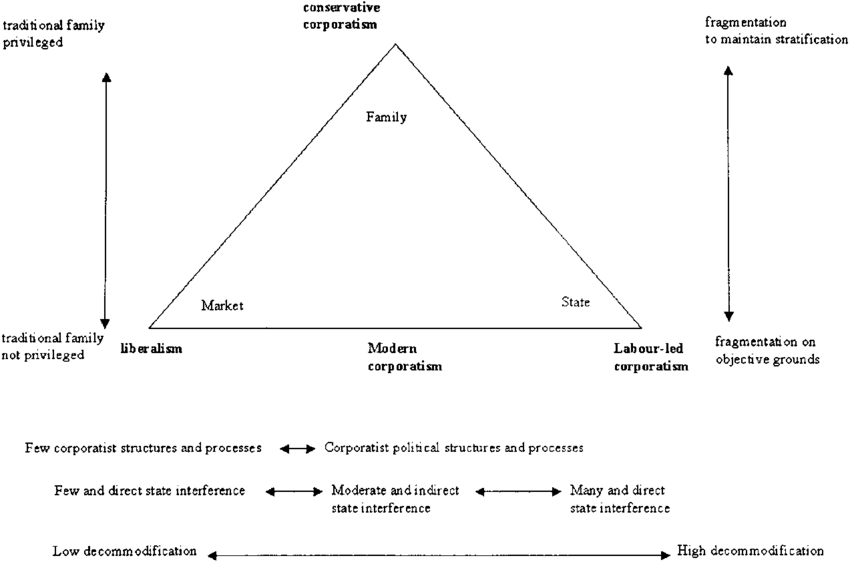 conservative
corporatism
traditional family
privileged
fragmentation
to maintain stratification
Family
Market
State
traditional family
not privileged
liberalism
Modern
corporatism
Labour-led
corporatism
fragmentation on
objective grounds
Few corporatist structures and processes
Corporatist political structures and processes
Few and direct state interference
Moderate and indirect
state interference
Many and direct
state interference
Low decommodification
High decommodification